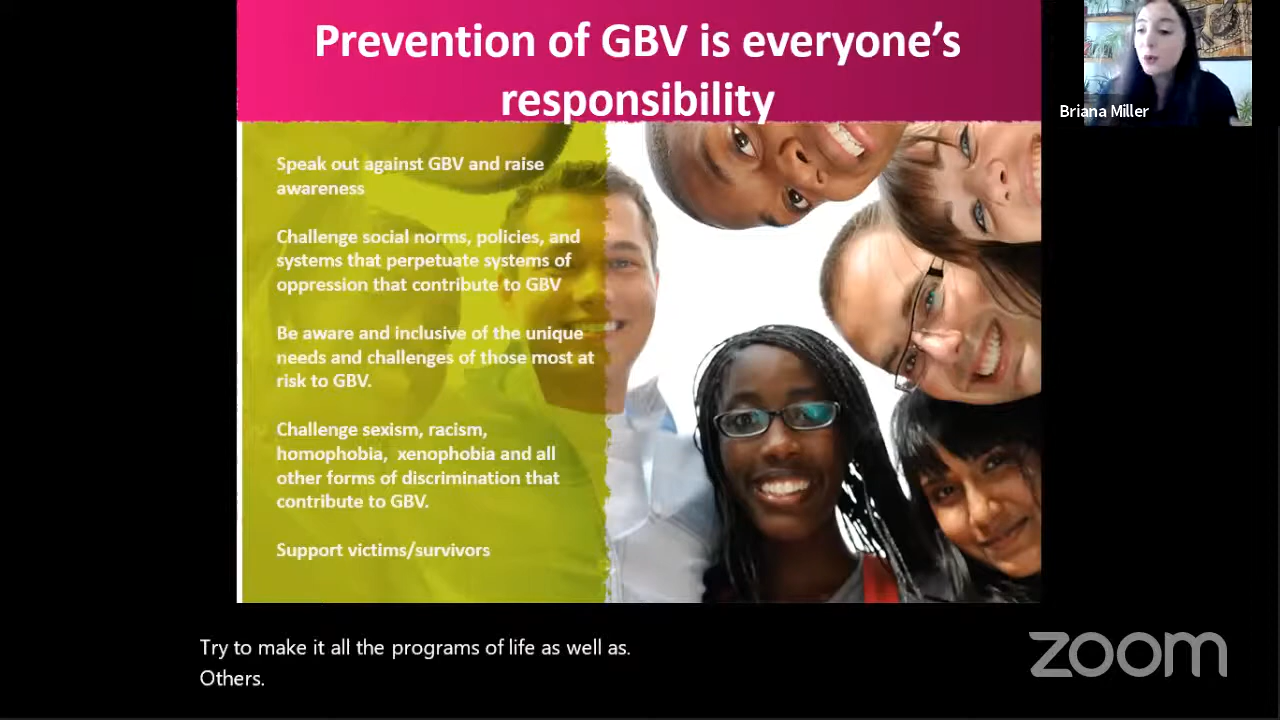 Prevention of GBV is everyone's
responsibility
Briana Miller
Speak out against GBV and raise
awareness
Challenge social norms, policies, and
systems that perpetuate systems of
oppression that contribute to GBV
Be aware and inclusive of the unique
needs and challenges of those most at
risk to GBV.
Challenge sexism, racism,
homophobia,  xenophobia and all
other forms of discrimination that
contribute to GBV.
Support victims/survivors
Try to make it all the programs of life as well as.
Others.
zoom